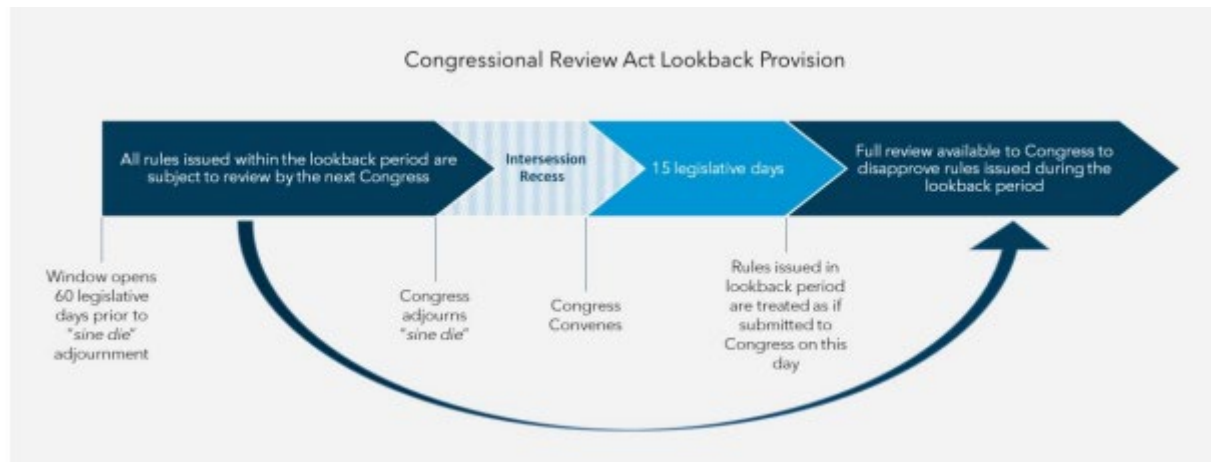 Congressional Review Act Lookback Provision
All rules issued within the lookback period are
subject to review by the next Congress
Intersession
Recess
15 legislative days
Full review available to Congress to
disapprove rules issued during the
lookback period
Window opens
60 legislative
days prior to
"sine die"
adjournment
Congress
adjourns
"sine die"
Congress
Convenes
Rules issued in
lookback period
are treated as if
submitted to
Congress on this
day